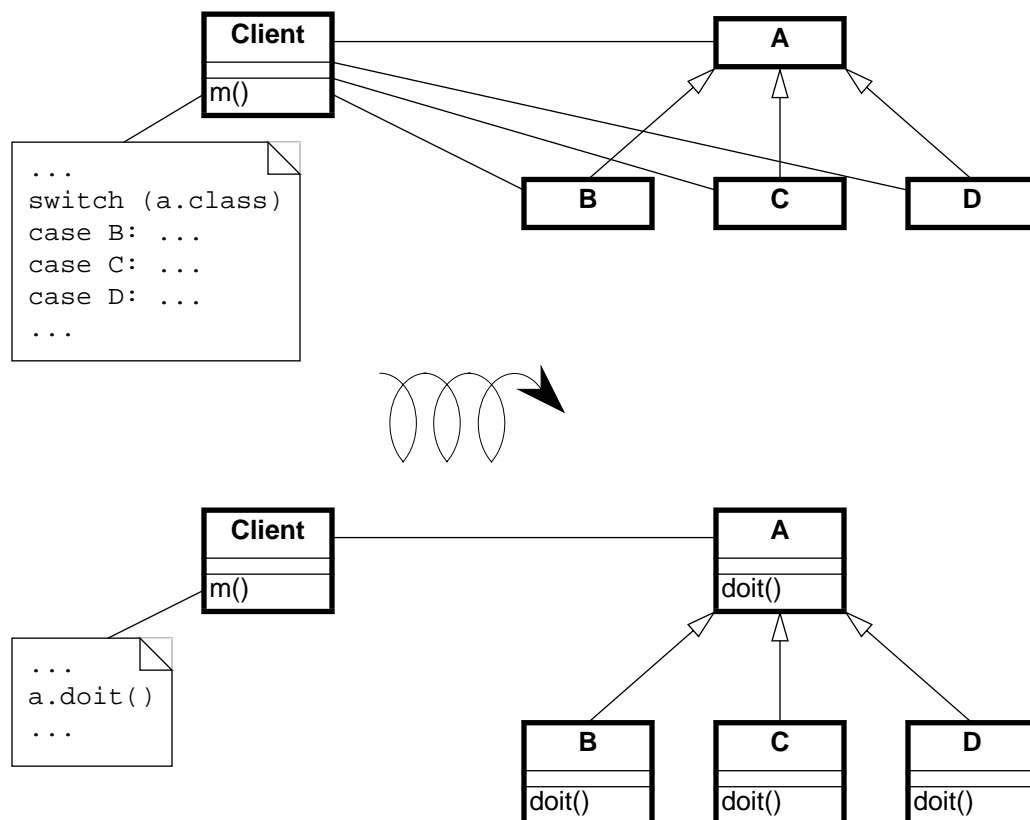 Client
A
m()
...
switch (a.class)
case B: ...
case C: ...
case D: ...
...
B
C
D
Client
A
m()
doit()
...
a.doit()
...
B
C
D
doit()
doit()
doit()